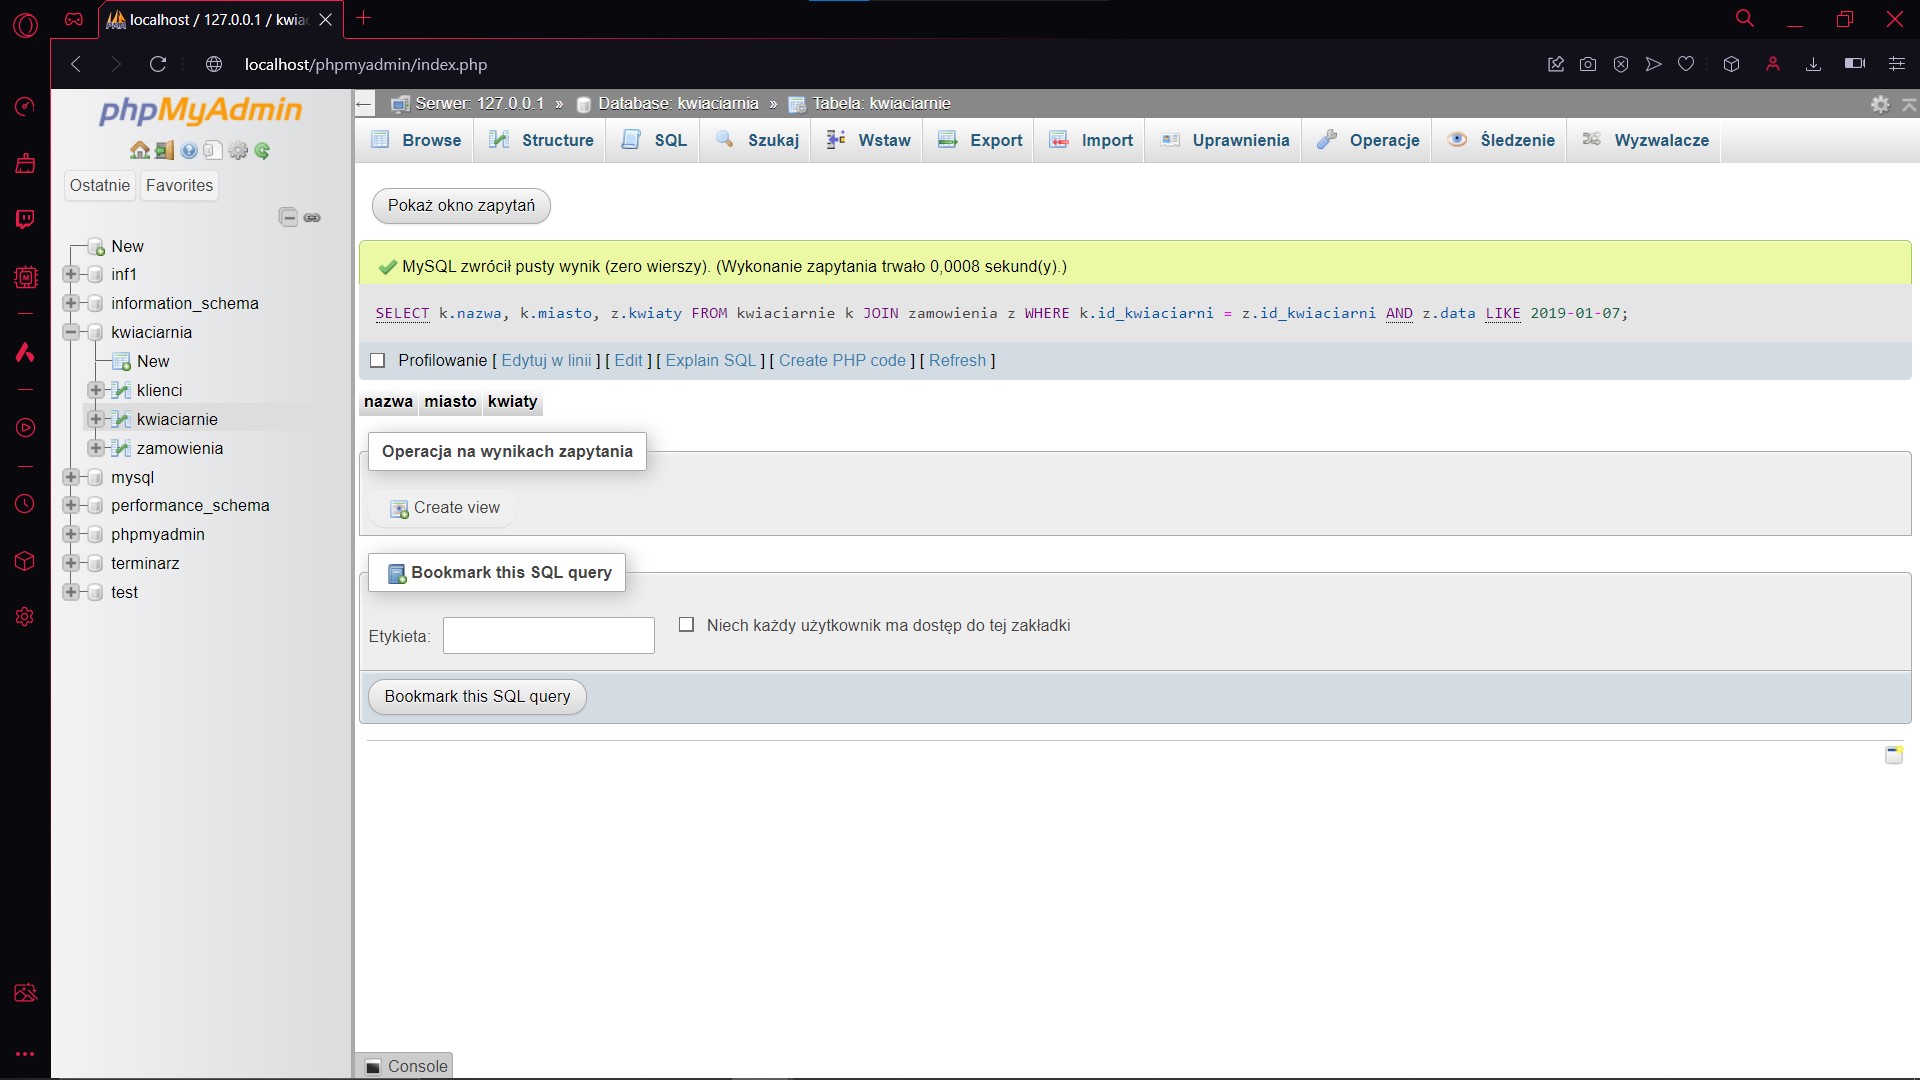 localhost / 127.0.0.1 / kwiac
localhost/phpmyadmin/index.php
phpMyAdmin
Ostatnie
Favorites
New
inf1
information_schema
kwiaciarnia
New
klienci
kwiaciarnie
zamowienia
mysql
performance_schema
phpmyadmin
terminarz
test
Serwer: 127.0.0.1 » Database: kwiaciarnia » Tabela: kwiaciarnie
Browse Structure SQL Szukaj Wstaw Export Import Uprawnienia Operacje Śledzenie Wyzwalacze
Pokaż okno zapytań
MySQL zwrócił pusty wynik (zero wierszy). (Wykonanie zapytania trwało 0,0008 sekund(y).)
SELECT k.nazwa, k.miasto, z.kwiaty FROM kwiaciarnie k JOIN zamowienia z WHERE k.id_kwiaciarni = z.id_kwiaciarni AND z.data LIKE 2019-01-07;
Profilowanie [ Edytuj w linii ] [ Edit ] [ Explain SQL ] [ Create PHP code ] [ Refresh ]
nazwa miasto kwiaty
Operacja na wynikach zapytania
Create view
Bookmark this SQL query
Etykieta:
Niech każdy użytkownik ma dostęp do tej zakładki
Bookmark this SQL query
Console